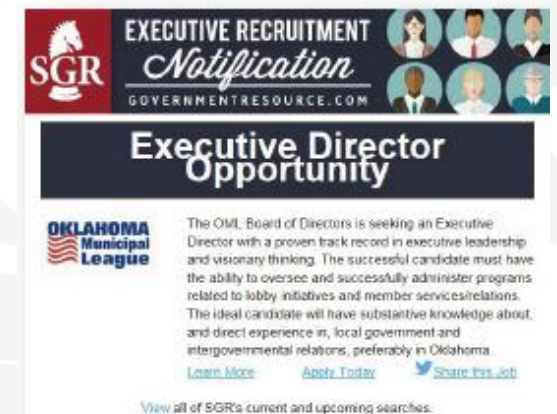 SGR
EXECUTIVE RECRUITMENT
Notification
GOVERNMENTRESOURCE.COM
Executive Director
Opportunity
OKLAHOMA
Municipal
League
The OML Board of Directors is seeking an Executive
Director with a proven track record in executive leadership
and visionary thinking. The successful candidate must have
the ability to oversee and successfully administer programs
related to lobby initiatives and member services/relations.
The ideal candidate will have substantive knowledge about,
and direct experience in, local government and
intergovernmental relations, preferably in Oklahoma.
Learn More Apply Today Share this Job
View all of SGR's current and upcoming searches.